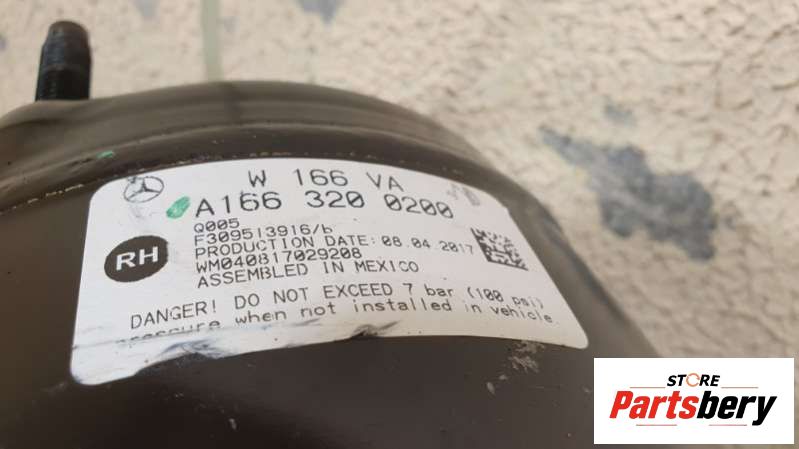 W 166 VA
A166 320 0200
Q005
F309513916/b
PRODUCTION DATE: 08.04.2017
WM040817029208
ASSEMBLED IN MEXICO
RH
DANGER! DO NOT EXCEED 7 bar (100 psi)
pressure when not installed in vehicle.
STORE
Partsbery